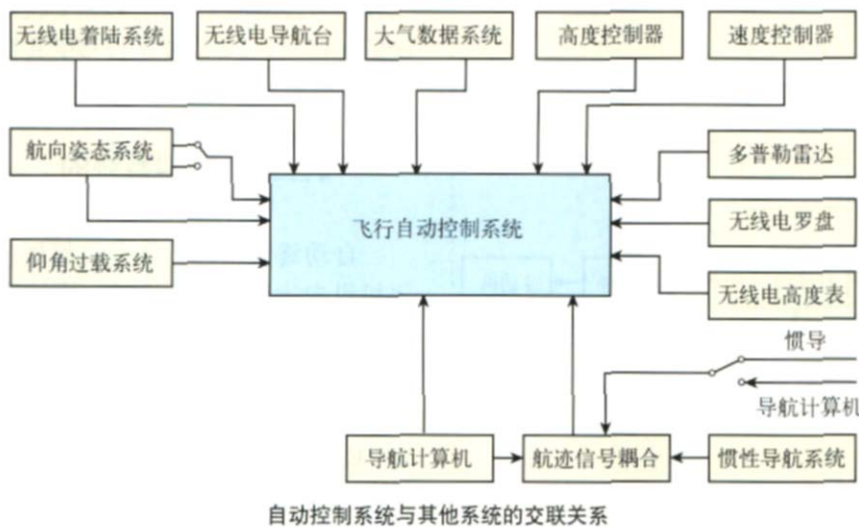 无线电着陆系统
无线电导航台
大气数据系统
高度控制器
速度控制器
航向姿态系统
多普勒雷达
飞行自动控制系统
无线电罗盘
仰角过载系统
无线电高度表
惯导
导航计算机
导航计算机
航迹信号耦合
惯性导航系统
自动控制系统与其他系统的交联关系